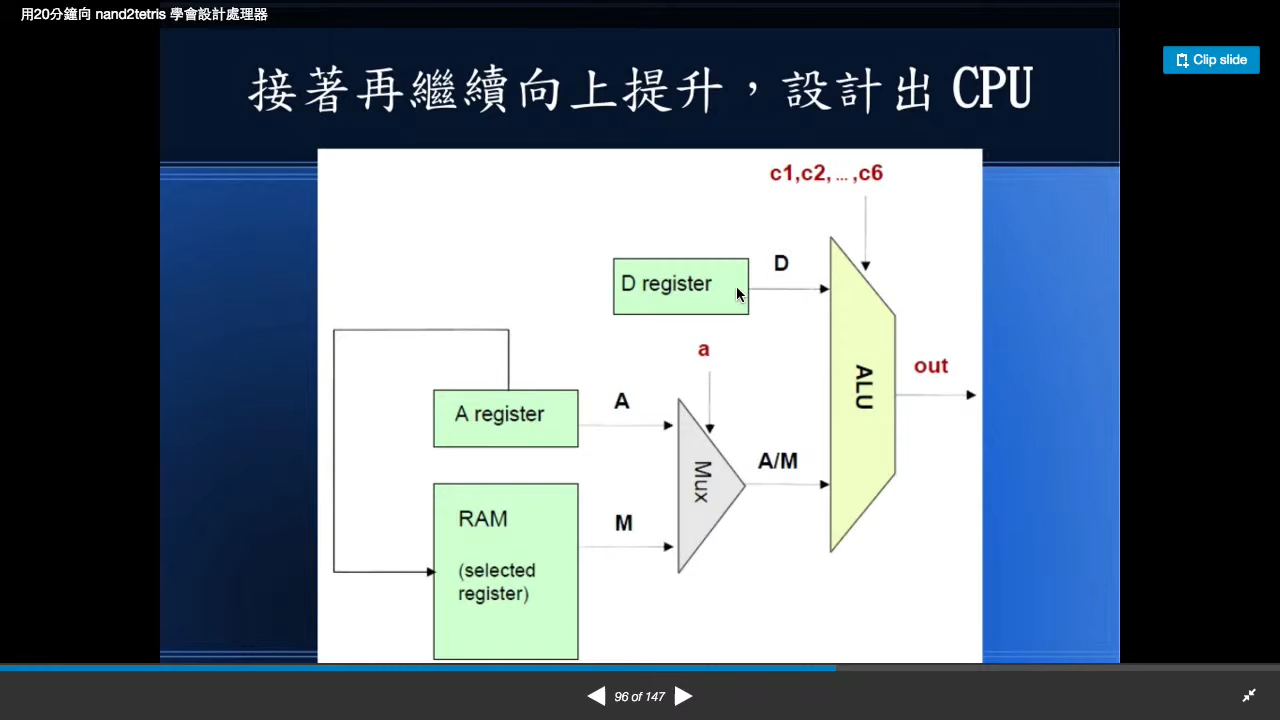 用20分鐘向 nand2tetris 學會設計處理器
Clip slide
接著再繼續向上提升，設計出 CPU
c1,c2, ... ,c6
D register
D
a
A register
A
ALU
out
Mux
A/M
RAM
M
(selected
register)
96 of 147